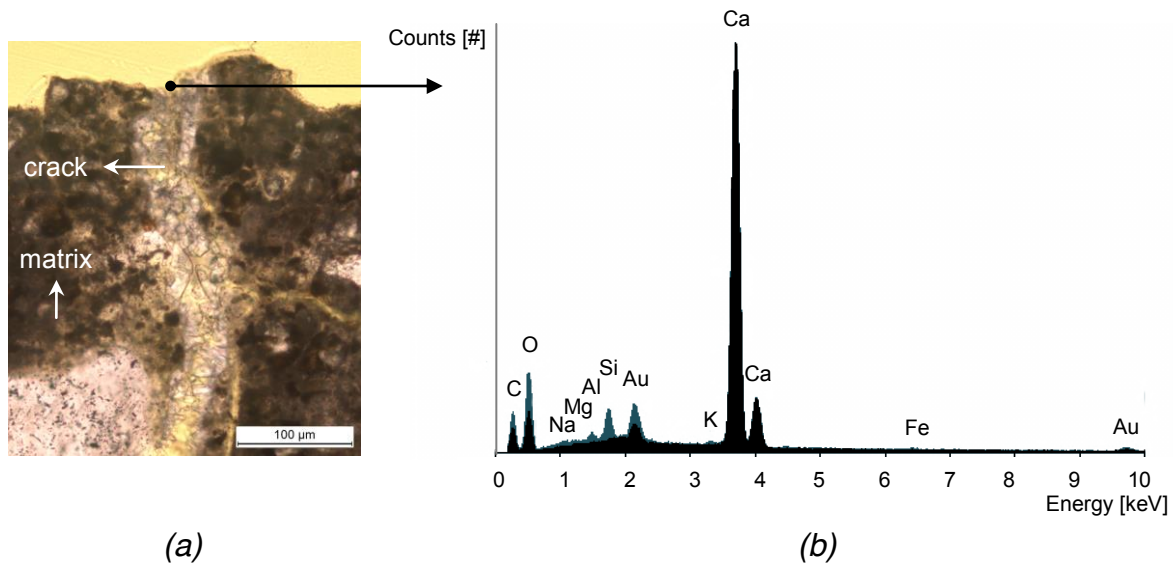 crack
matrix
100 µm
(a)
Counts [#]
Ca
O
C
Na
Mg
Al
Si
Au
K
Ca
Fe
Au
0 1 2 3 4 5 6 7 8 9 10
Energy [keV]
(b)